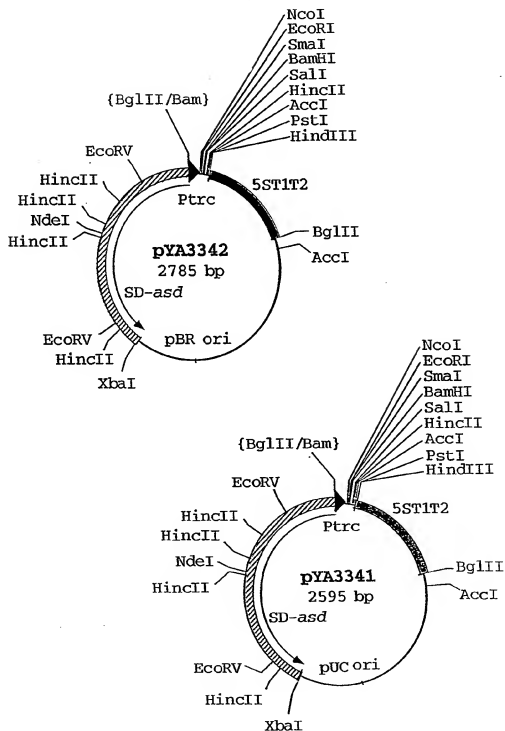 NcoI
EcoRI
SmaI
BamHI
SalI
HincII
AccI
PstI
HindIII
{BglII/Bam}
EcoRV
HincII
HincII
NdeI
HincII
Ptrc
5ST1T2
BglII
AccI
pYA3342
2785 bp
SD-asd
pBR ori
EcoRV
HincII
XbaI
NcoI
EcoRI
SmaI
BamHI
SalI
HincII
AccI
PstI
HindIII
{BglII/Bam}
EcoRV
HincII
HincII
NdeI
HincII
Ptrc
5ST1T2
BglII
AccI
pYA3341
2595 bp
SD-asd
pUC ori
EcoRV
HincII
XbaI